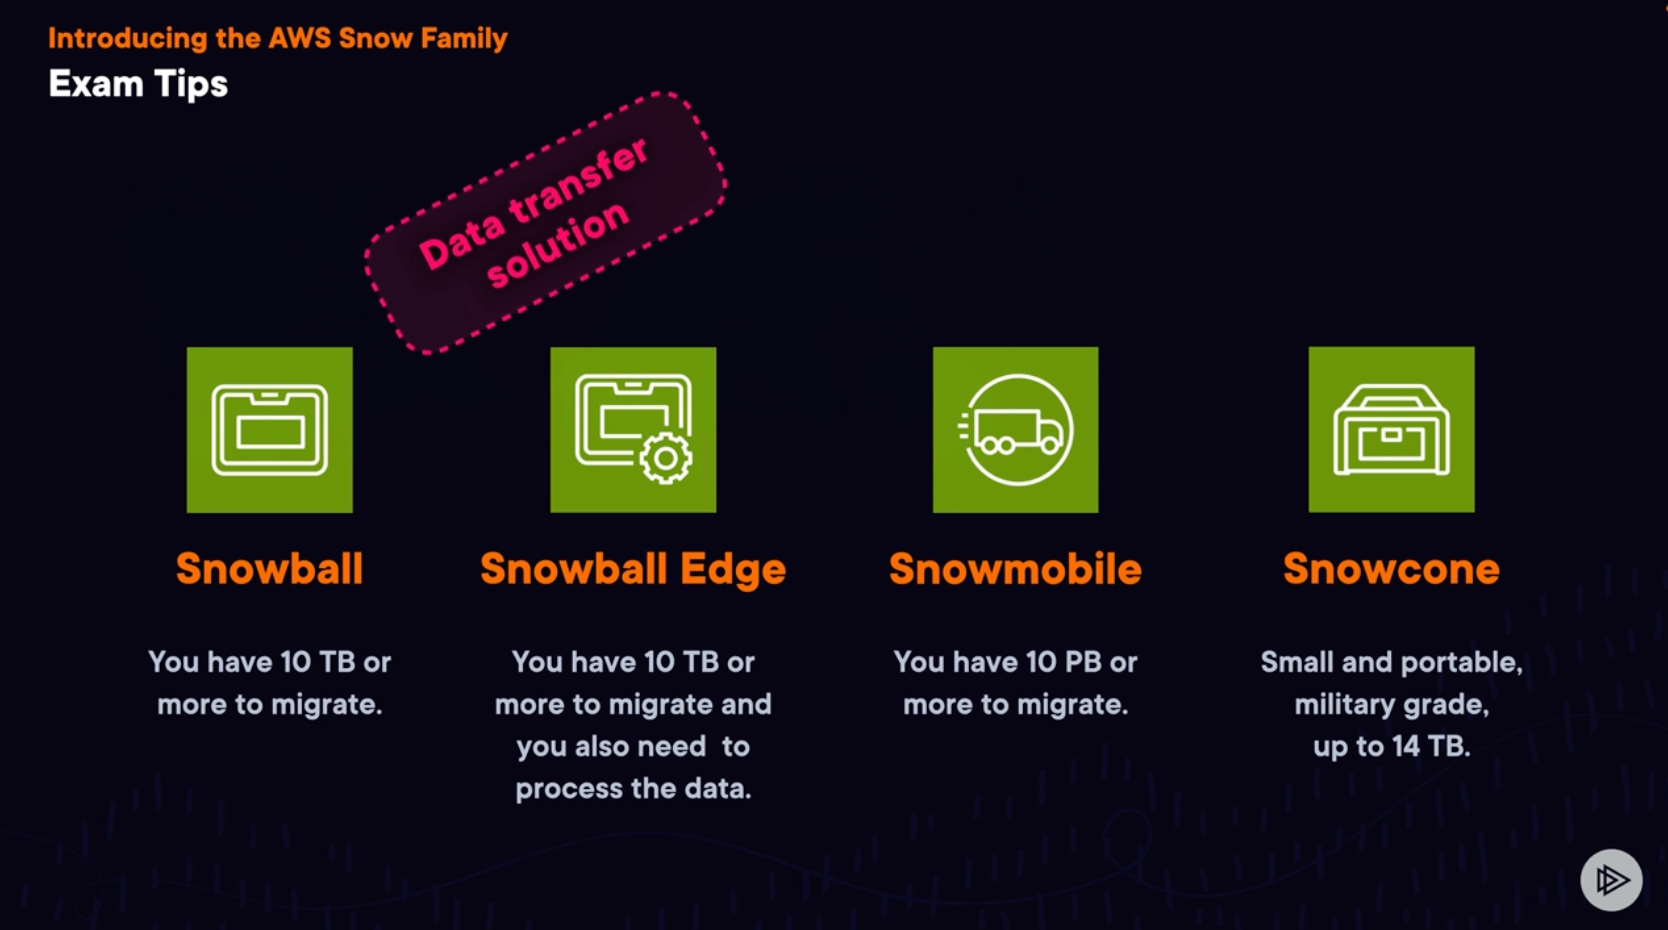 Introducing the AWS Snow Family
Exam Tips
Data transfer
solution
Snowball
You have 10 TB or
more to migrate.
Snowball Edge
You have 10 TB or
more to migrate and
you also need to
process the data.
Snowmobile
You have 10 PB or
more to migrate.
Snowcone
Small and portable,
military grade,
up to 14 TB.